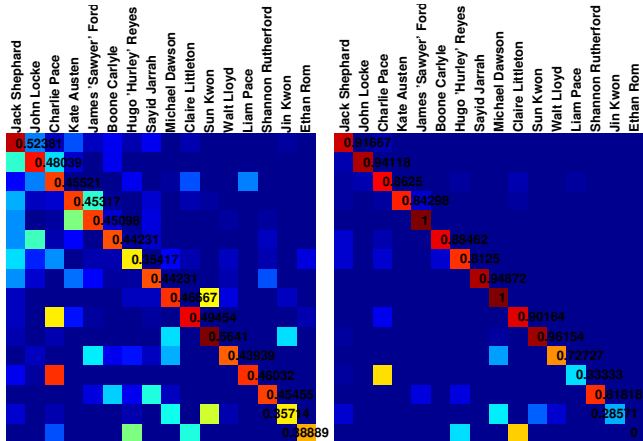 Jack Shephard
John Locke
Charlie Pace
Kate Austen
James 'Sawyer' Ford
Boone Carlyle
Hugo 'Hurley' Reyes
Sayid Jarrah
Michael Dawson
Claire Littleton
Sun Kwon
Walt Lloyd
Liam Pace
Shannon Rutherford
Jin Kwon
Ethan Rom
0.52381
0.48039
0.45521
0.45317
0.45098
0.44231
0.35417
0.44231
0.48667
0.49454
0.5641
0.43939
0.46032
0.45455
0.35714
0.38889
Jack Shephard
John Locke
Charlie Pace
Kate Austen
James 'Sawyer' Ford
Boone Carlyle
Hugo 'Hurley' Reyes
Sayid Jarrah
Michael Dawson
Claire Littleton
Sun Kwon
Walt Lloyd
Liam Pace
Shannon Rutherford
Jin Kwon
Ethan Rom
0.91667
0.94118
0.8825
0.84298
1
0.88462
0.8125
0.94872
1
0.90164
0.96154
0.72727
0.33333
0.81818
0.28571